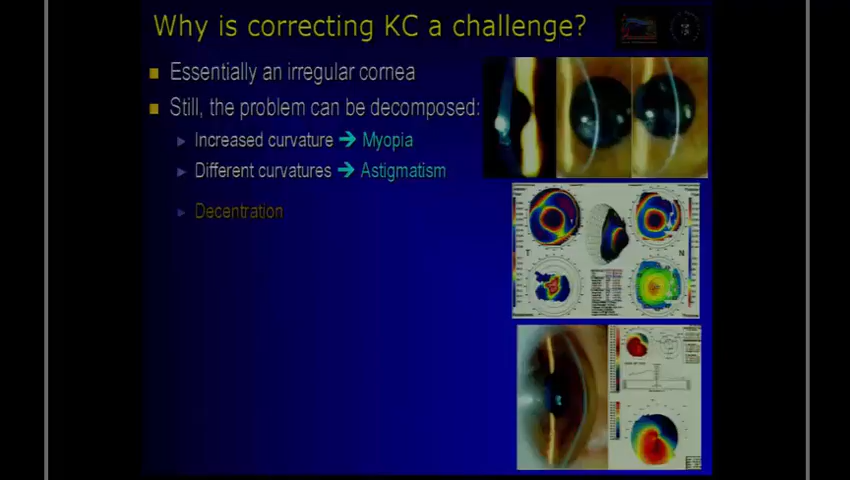 Why is correcting KC a challenge?
Essentially an irregular cornea
Still, the problem can be decomposed:
Increased curvature ➔ Myopia
Different curvatures ➔ Astigmatism
Decentration
T
N